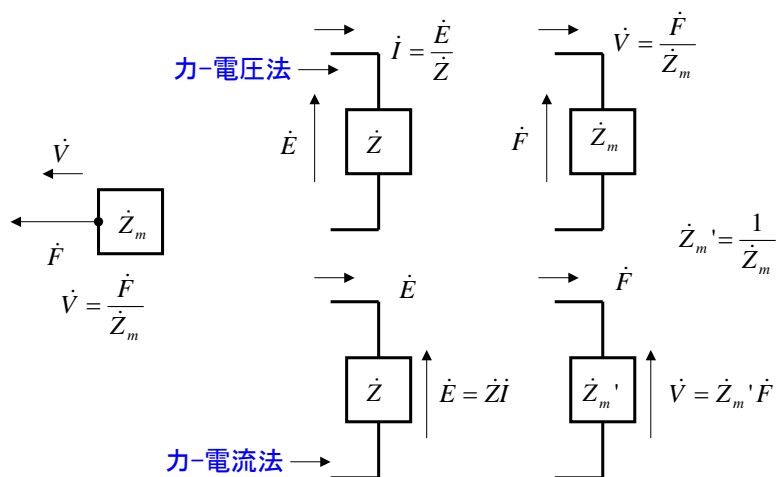 力-電圧法
İ = Ė/Ż
Ė
Ż
V̇ = Ḟ/Ż_m
Ḟ
Ż_m
V̇
Ż_m
Ḟ
V̇ = Ḟ/Ż_m
Ż_m' = 1/Ż_m
力-電流法
Ė
Ż
Ė = Żİ
Ḟ
Ż_m'
V̇ = Ż_m'Ḟ